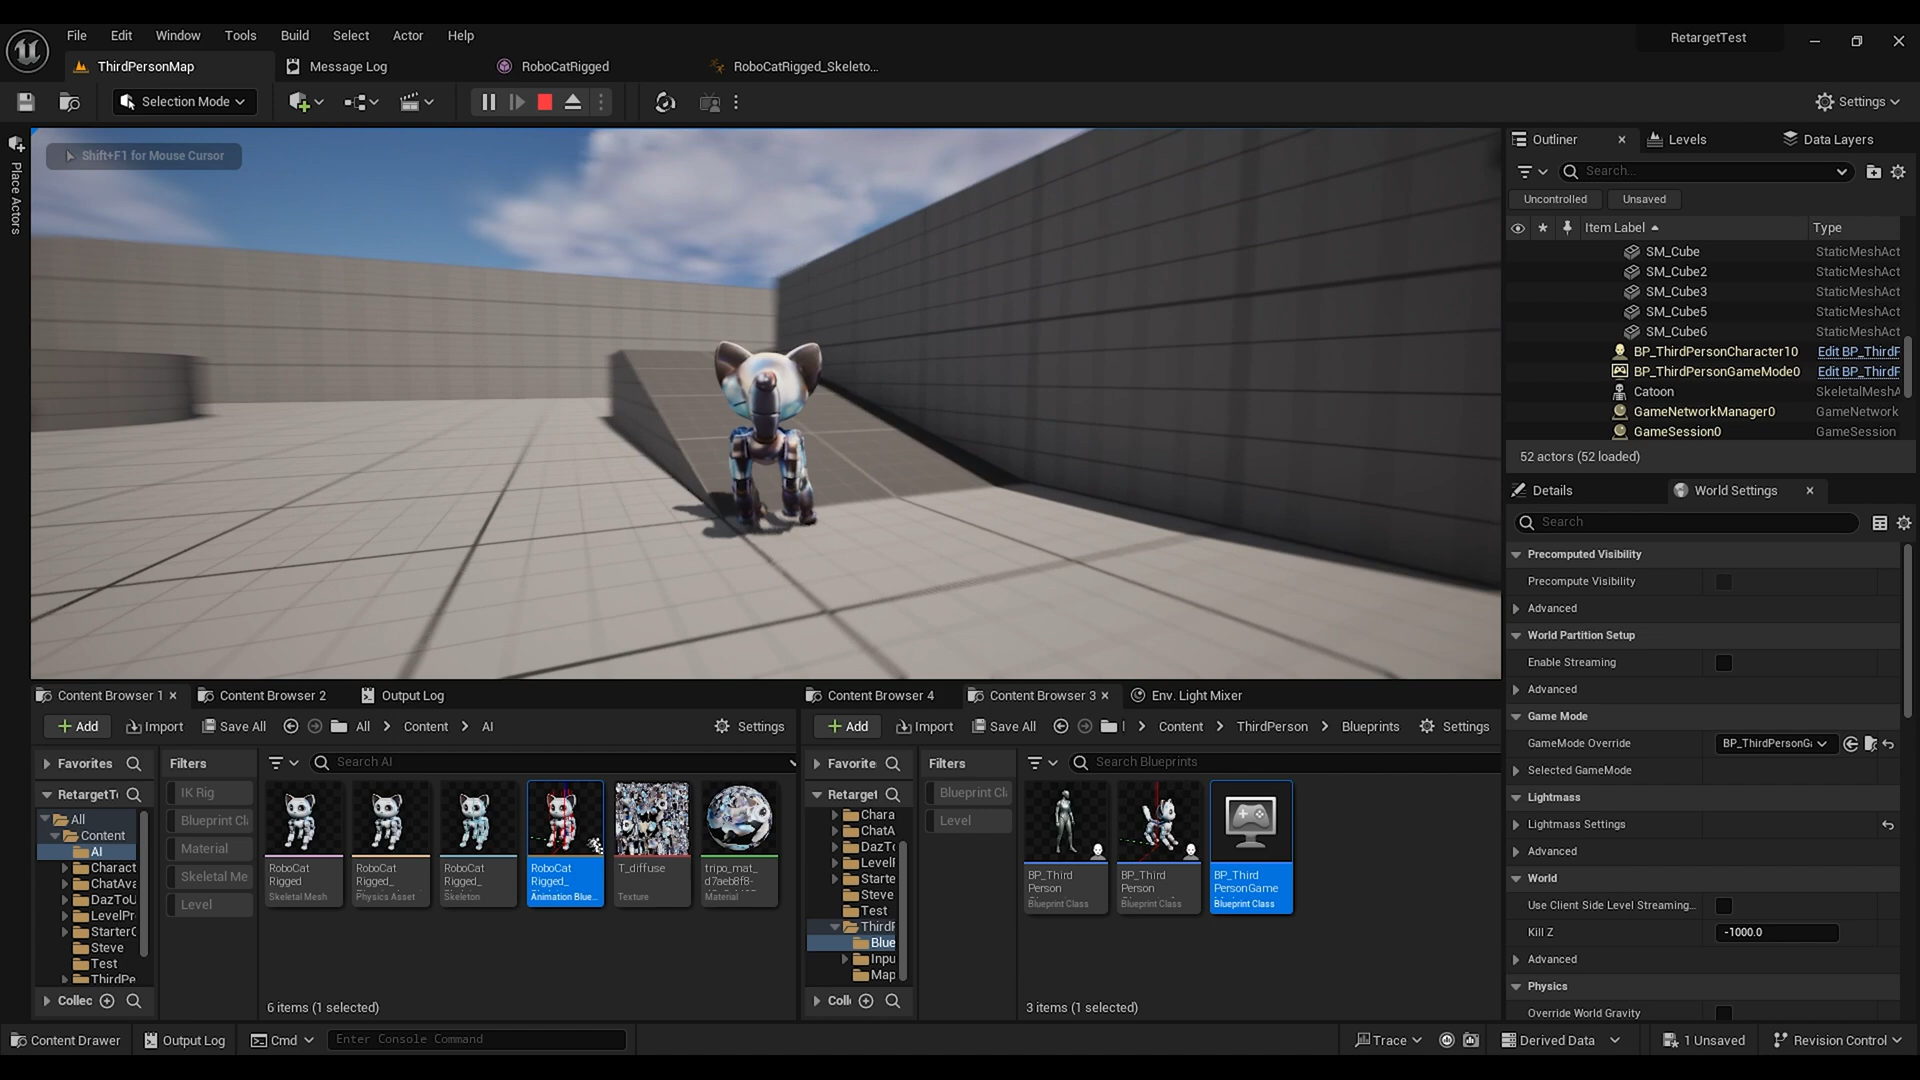 File Edit Window Tools Build Select Actor Help
RetargetTest
ThirdPersonMap
Message Log
RoboCatRigged
RoboCatRigged_Skeleto...
Selection Mode
Settings
Shift+F1 for Mouse Cursor
Place Actors
Outliner
Levels
Data Layers
Search...
Uncontrolled
Unsaved
Item Label
Type
SM_Cube StaticMeshAct
SM_Cube2 StaticMeshAct
SM_Cube3 StaticMeshAct
SM_Cube5 StaticMeshAct
SM_Cube6 StaticMeshAct
BP_ThirdPersonCharacter10 Edit BP_ThirdP
BP_ThirdPersonGameMode0 Edit BP_ThirdP
Catoon SkeletalMeshA
GameNetworkManager0 GameNetwork
GameSession0 GameSession
52 actors (52 loaded)
Details
World Settings
Search
Precomputed Visibility
Precompute Visibility
Advanced
World Partition Setup
Enable Streaming
Advanced
Game Mode
GameMode Override BP_ThirdPersonGa
Selected GameMode
Lightmass
Lightmass Settings
Advanced
World
Use Client Side Level Streaming...
Kill Z -1000.0
Advanced
Physics
Override World Gravity
Content Browser 1
Content Browser 2
Output Log
Add Import Save All All Content AI Settings
Favorites
Filters
Search AI
RetargetTe
All
Content
AI
Charact
ChatAva
DazToU
LevelPr
StarterC
Steve
Test
ThirdPe
Collec
IK Rig
Blueprint Cl
Material
Skeletal Me
Level
RoboCat
Rigged
Skeletal Mesh
RoboCat
Rigged_
Physics Asset
RoboCat
Rigged_
Skeleton
RoboCat
Rigged_
Animation Blue...
T_diffuse
Texture
tripo_mat_
d7aeb8f8-
Material
6 items (1 selected)
Content Browser 4
Content Browser 3
Env. Light Mixer
Add Import Save All Content ThirdPerson Blueprints Settings
Favorite
Filters
Search Blueprints
Retarget
Chara
ChatA
DazTo
LevelP
Starte
Steve
Test
ThirdP
Blue
Inpu
Map
Coll
Blueprint Cl
Level
BP_Third
Person
Blueprint Class
BP_Third
Person
Blueprint Class
BP_Third
PersonGame
Blueprint Class
3 items (1 selected)
Content Drawer
Output Log
Cmd
Enter Console Command
Trace
Derived Data
1 Unsaved
Revision Control